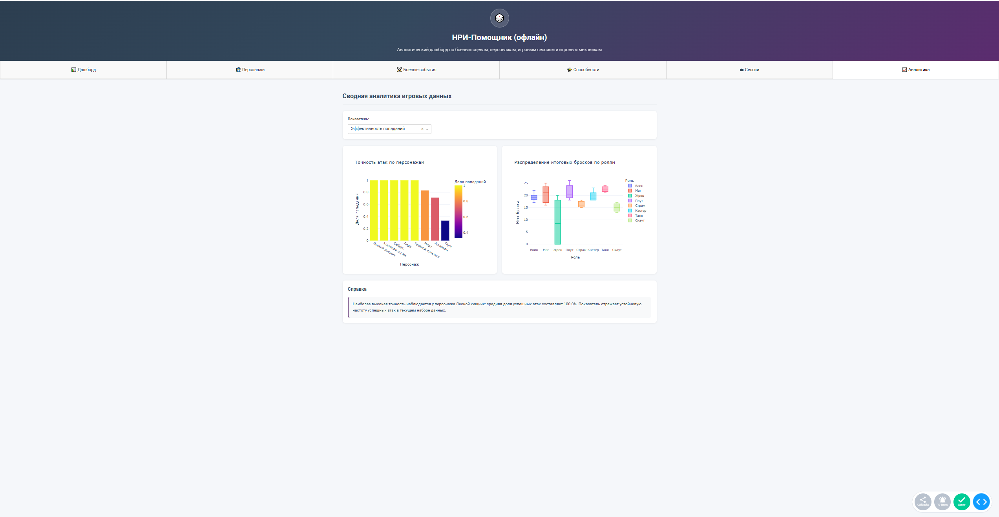 НРИ-Помощник (офлайн)
Аналитический дашборд по боевым сценам, персонажам, игровым сессиям и игровым механикам
Дашборд
Персонажи
Боевые события
Способности
Сессии
Аналитика
Сводная аналитика игровых данных
Показатель:
Эффективность попаданий
Точность атак по персонажам
Доля попаданий
1
0.8
0.6
0.4
0.2
0
Доля попаданий
1
0.8
0.6
0.4
Лесной хищник
Костяной страж
Сайрус
Лира
Теневой культист
Мирт
Астерион
Гарн
Персонаж
Распределение итоговых бросков по ролям
Итог броска
25
20
15
10
5
0
Воин
Маг
Жрец
Плут
Страж
Кастер
Танк
Скаут
Роль
Роль
Воин
Маг
Жрец
Плут
Страж
Кастер
Танк
Скаут
Справка
Наиболее высокая точность наблюдается у персонажа Лесной хищник: средняя доля успешных атак составляет 100.0%. Показатель отражает устойчивую
частоту успешных атак в текущем наборе данных.
Callbacks
10 Errors
Server